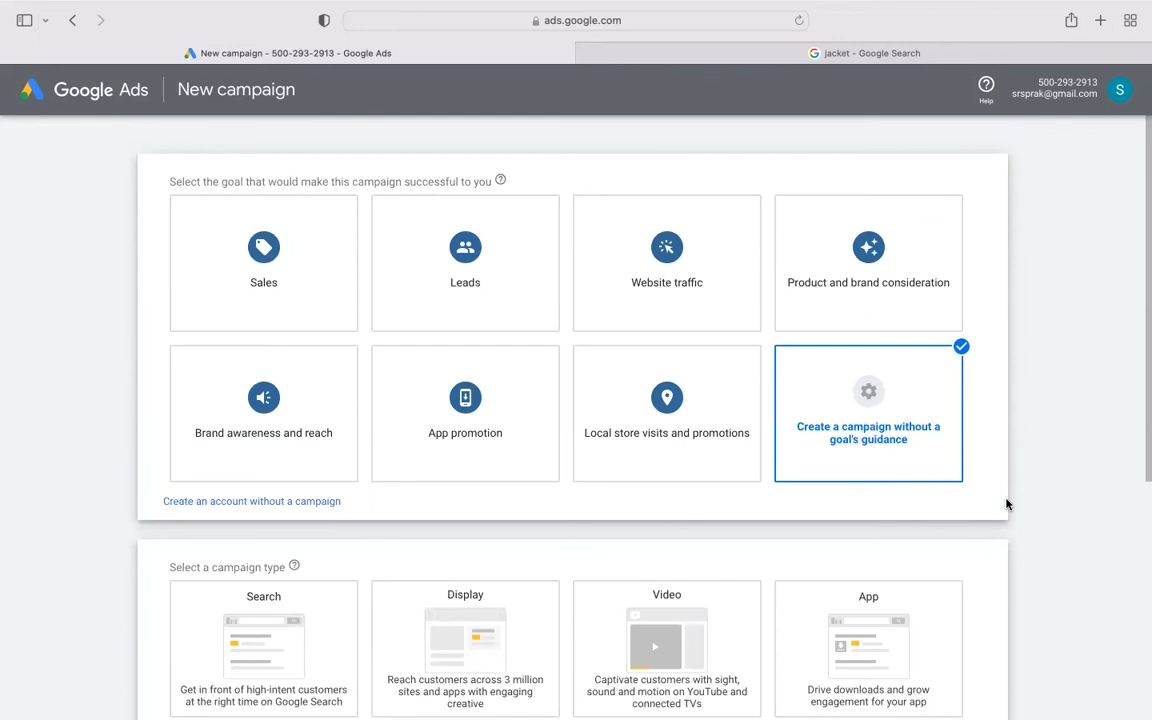 ads.google.com
New campaign - 500-293-2913 - Google Ads
jacket - Google Search
Google Ads
New campaign
Help
500-293-2913
srsprak@gmail.com
S
Select the goal that would make this campaign successful to you
Sales
Leads
Website traffic
Product and brand consideration
Brand awareness and reach
App promotion
Local store visits and promotions
Create a campaign without a
goal's guidance
Create an account without a campaign
Select a campaign type
Search
Get in front of high-intent customers
at the right time on Google Search
Display
Reach customers across 3 million
sites and apps with engaging
creative
Video
Captivate customers with sight,
sound and motion on YouTube and
connected TVs
App
Drive downloads and grow
engagement for your app